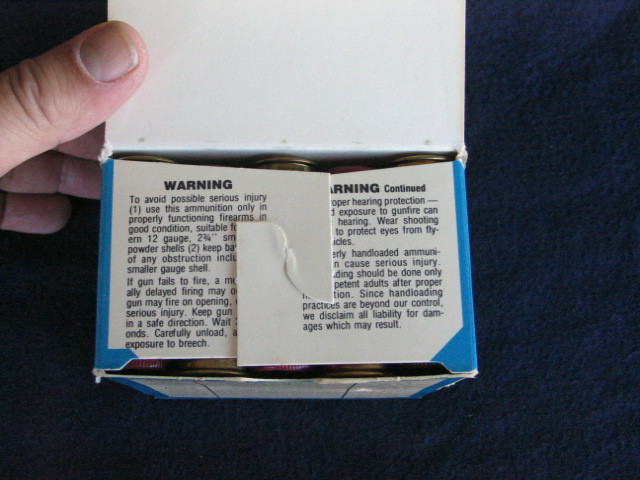 WARNING
To avoid possible serious injury
(1) use this ammunition only in
properly functioning firearms in
good condition, suitable
ern 12 gauge, 2¾"
powder shells (2) keep
of any obstruction
smaller gauge shell.
If gun fails to fire, a
ally delayed firing may
gun may fire on opening,
serious injury. Keep gun
in a safe direction. Wait
onds. Carefully unload,
exposure to breech.
ARNING Continued
oper hearing protection —
d exposure to gunfire can
hearing. Wear shooting
to protect eyes from fly-
icles.
erly handloaded ammuni-
n cause serious injury.
ding should be done only
petent adults after proper
tion. Since handloading
practices are beyond our control,
we disclaim all liability for dam-
ages which may result.